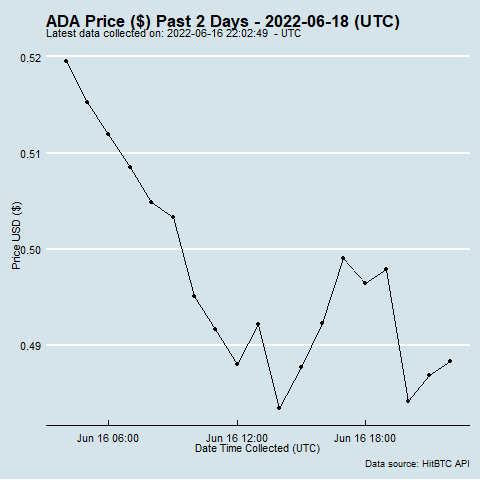 ADA Price ($) Past 2 Days - 2022-06-18 (UTC)
Latest data collected on: 2022-06-16 22:02:49 - UTC
0.52
0.51
0.50
0.49
Price USD ($)
Jun 16 06:00 Jun 16 12:00 Jun 16 18:00
Date Time Collected (UTC)
Data source: HitBTC API